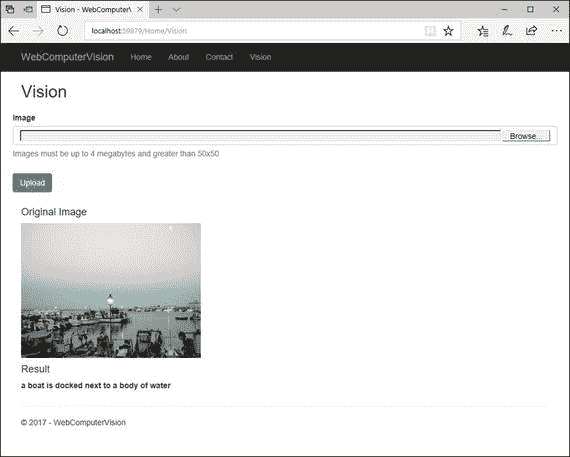 Vision - WebComputerV
localhost:59879/Home/Vision
WebComputerVision Home About Contact Vision
Vision
Image
Browse...
Images must be up to 4 megabytes and greater than 50x50
Upload
Original Image
Result
a boat is docked next to a body of water
© 2017 - WebComputerVision